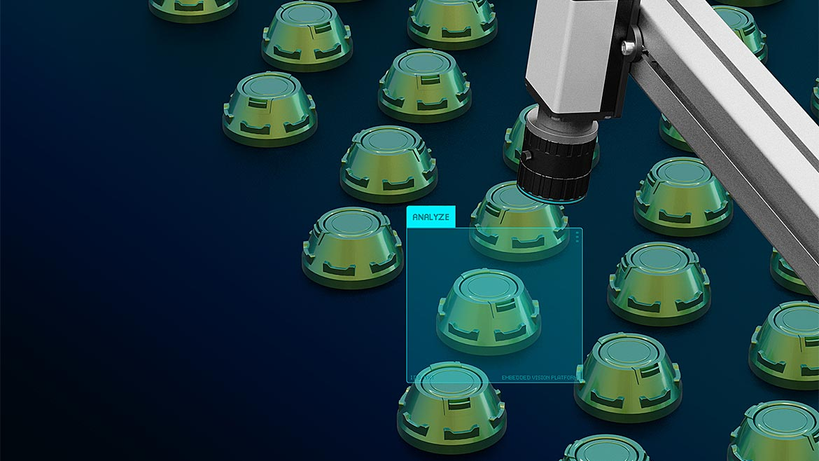 ANALYZE
EMBEDDED VISION PLATFORM